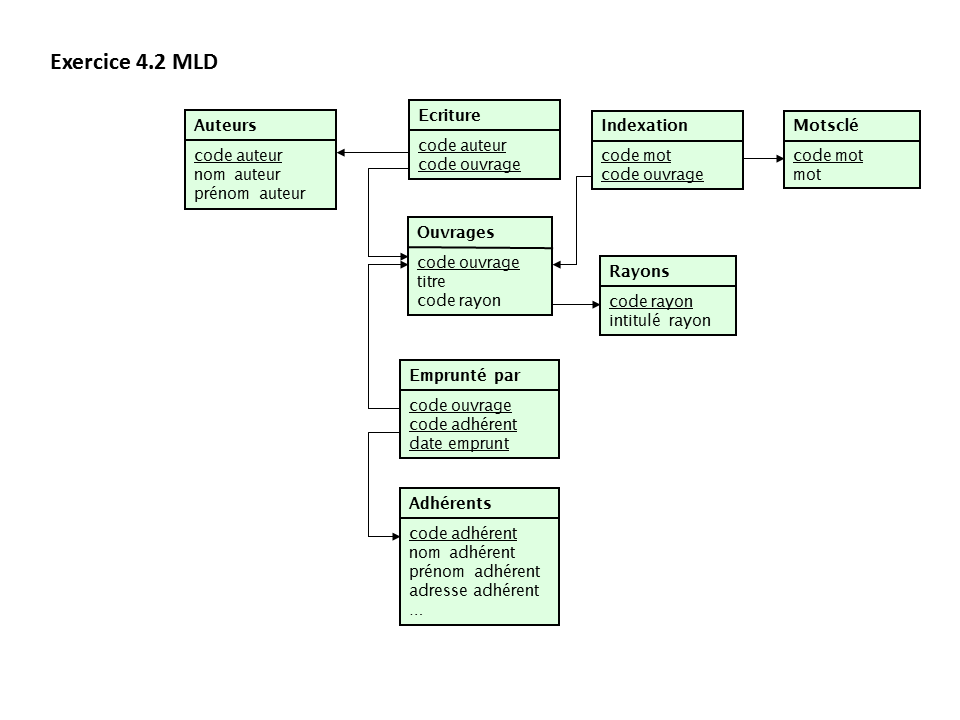 Exercice 4.2 MLD
Auteurs
code auteur
nom auteur
prénom auteur
Ecriture
code auteur
code ouvrage
Indexation
code mot
code ouvrage
Motsclé
code mot
mot
Ouvrages
code ouvrage
titre
code rayon
Rayons
code rayon
intitulé rayon
Emprunté par
code ouvrage
code adhérent
date emprunt
Adhérents
code adhérent
nom adhérent
prénom adhérent
adresse adhérent
...